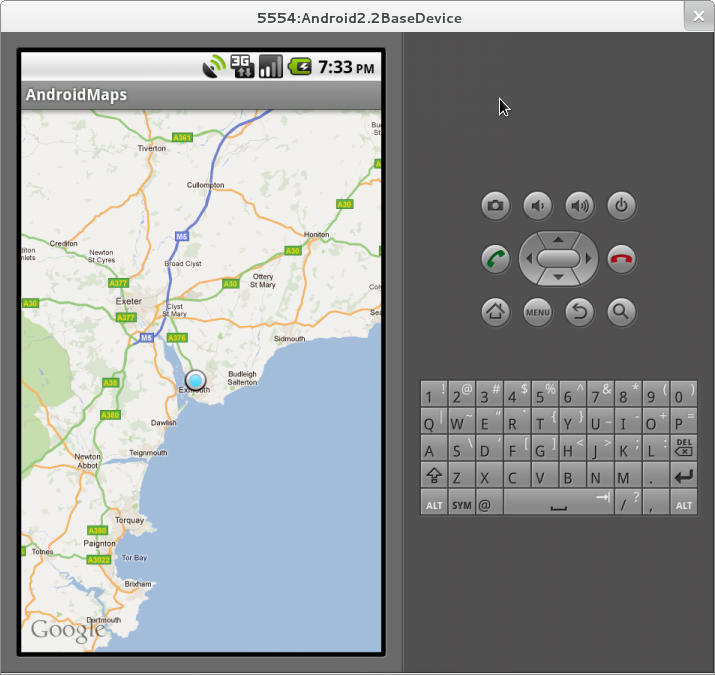 5554:Android2.2BaseDevice
3G 7:33 PM
AndroidMaps
A361
Tiverton
Cullompton
A30
M5
Honiton
Crediton
A30
Newton
St Cyres
Broad Clyst
Ottery
St Mary
A377
A30
Exeter
A30
Clyst
St Mary
A377
M5
A376
Sidmouth
A38
Budleigh
Salterton
Exmouth
A380
Dawlish
Newton
Abbot
Teignmouth
Torquay
A380
Paignton
Totnes
A3022
Tor Bay
Brixham
Dartmouth
Google
MENU
1 ! 2 @ 3 # 4 $ 5 % 6 ^ 7 & 8 * 9 ( 0 )
Q | W ~ E " R ` T { Y } U _ I - O + P =
A S \ D ' F [ G ] H < J > K ; L : DEL
Z X C V B N M .
ALT SYM @ / ? , ALT